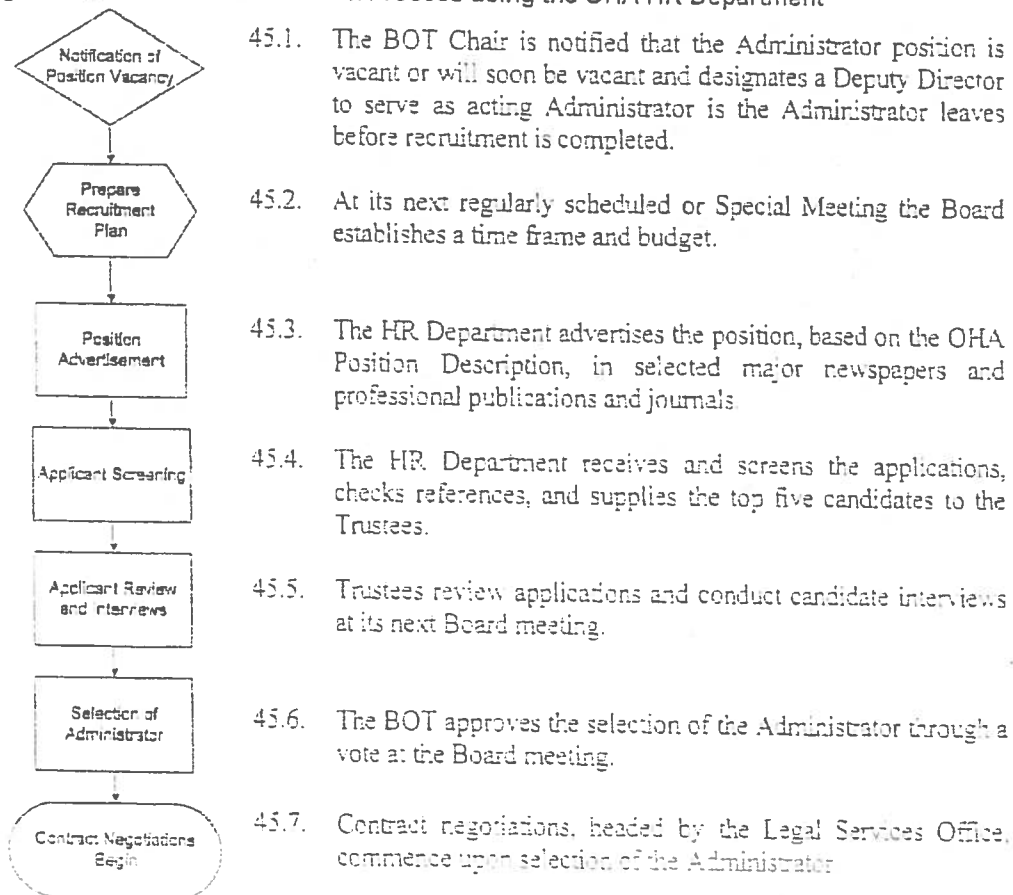 using the OHA HR Department
Notification of
Position Vacancy
45.1. The BOT Chair is notified that the Administrator position is
vacant or will soon be vacant and designates a Deputy Director
to serve as acting Administrator is the Administrator leaves
before recruitment is completed.
Prepare
Recruitment
Plan
45.2. At its next regularly scheduled or Special Meeting the Board
establishes a time frame and budget.
Position
Advertisement
45.3. The HR Department advertises the position, based on the OHA
Position Description, in selected major newspapers and
professional publications and journals.
Applicant Screening
45.4. The HR Department receives and screens the applications,
checks references, and supplies the top five candidates to the
Trustees.
Applicant Review
and Interviews
45.5. Trustees review applications and conduct candidate interviews
at its next Board meeting.
Selection of
Administrator
45.6. The BOT approves the selection of the Administrator through a
vote at the Board meeting.
Contract Negotiations
Begin
45.7. Contract negotiations, headed by the Legal Services Office,
commence upon selection of the Administrator